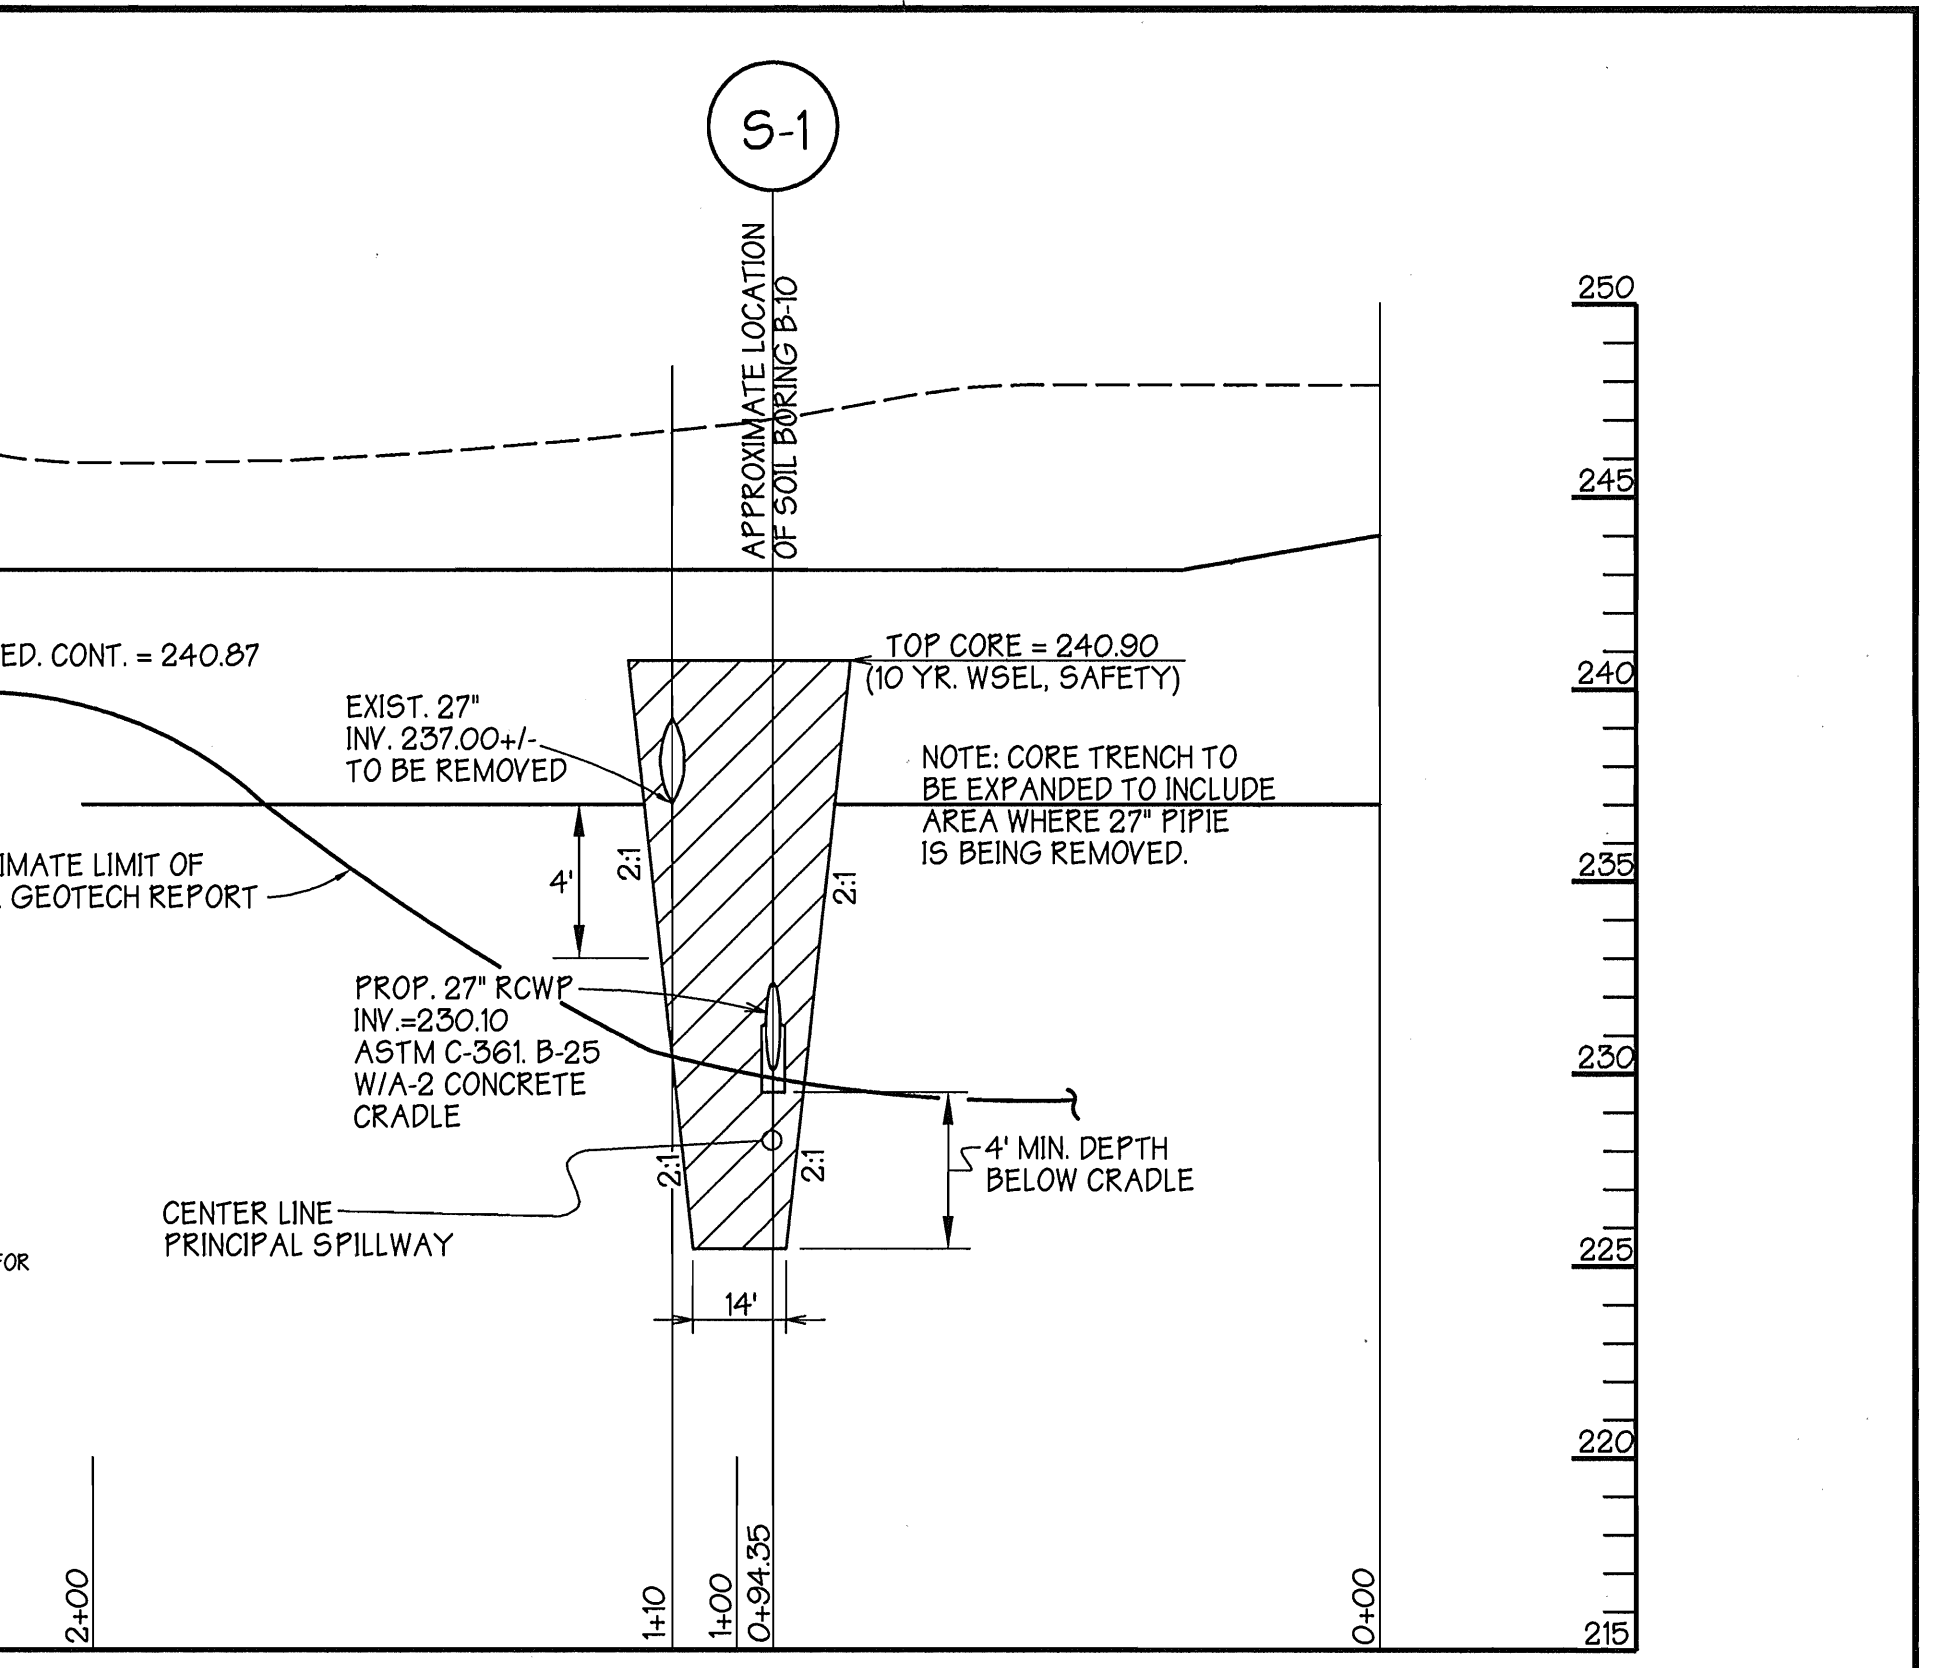 S-1
APPROXIMATE LOCATION
OF SOIL BORING B-10
250
245
240
235
230
225
220
215
ED. CONT. = 240.87
TOP CORE = 240.90
(10 YR. WSEL, SAFETY)
EXIST. 27"
INV. 237.00+/-
TO BE REMOVED
NOTE: CORE TRENCH TO
BE EXPANDED TO INCLUDE
AREA WHERE 27" PIPIE
IS BEING REMOVED.
IMATE LIMIT OF
GEOTECH REPORT
4'
2:1
2:1
PROP. 27" RCWP
INV.=230.10
ASTM C-361. B-25
W/A-2 CONCRETE
CRADLE
4' MIN. DEPTH
BELOW CRADLE
2:1
2:1
CENTER LINE
PRINCIPAL SPILLWAY
FOR
14'
2+00
1+10
1+00
0+94.35
0+00